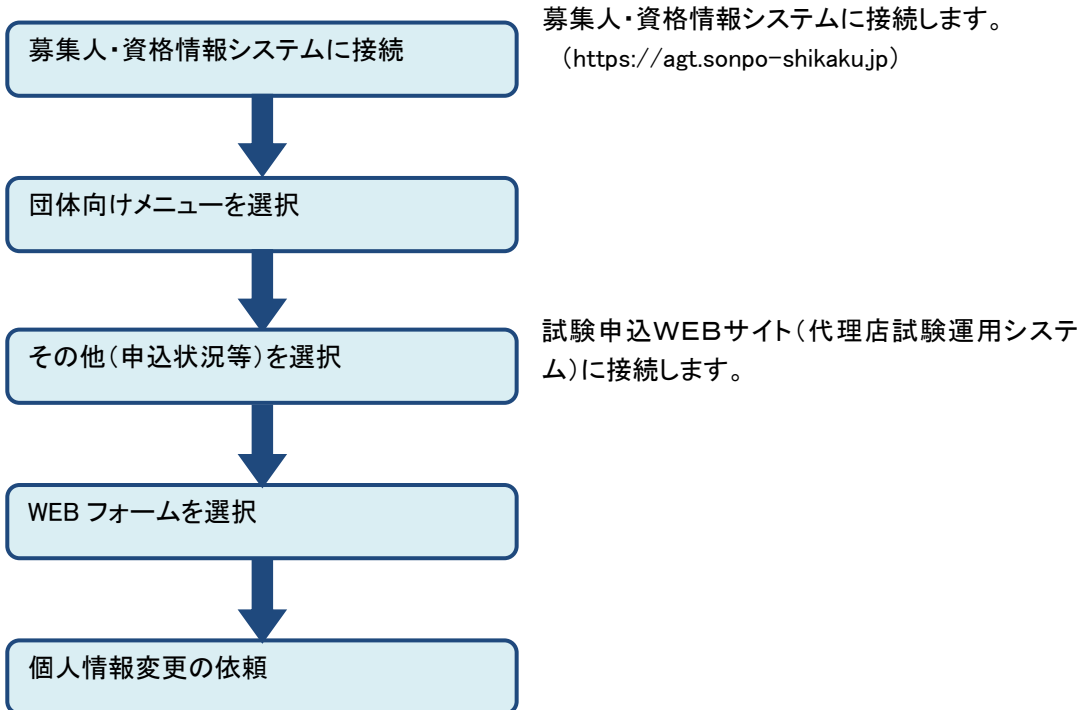 募集人・資格情報システムに接続
募集人・資格情報システムに接続します。
（https://agt.sonpo-shikaku.jp）
団体向けメニューを選択
その他（申込状況等）を選択
試験申込ＷＥＢサイト（代理店試験運用システ
ム）に接続します。
WEB フォームを選択
個人情報変更の依頼